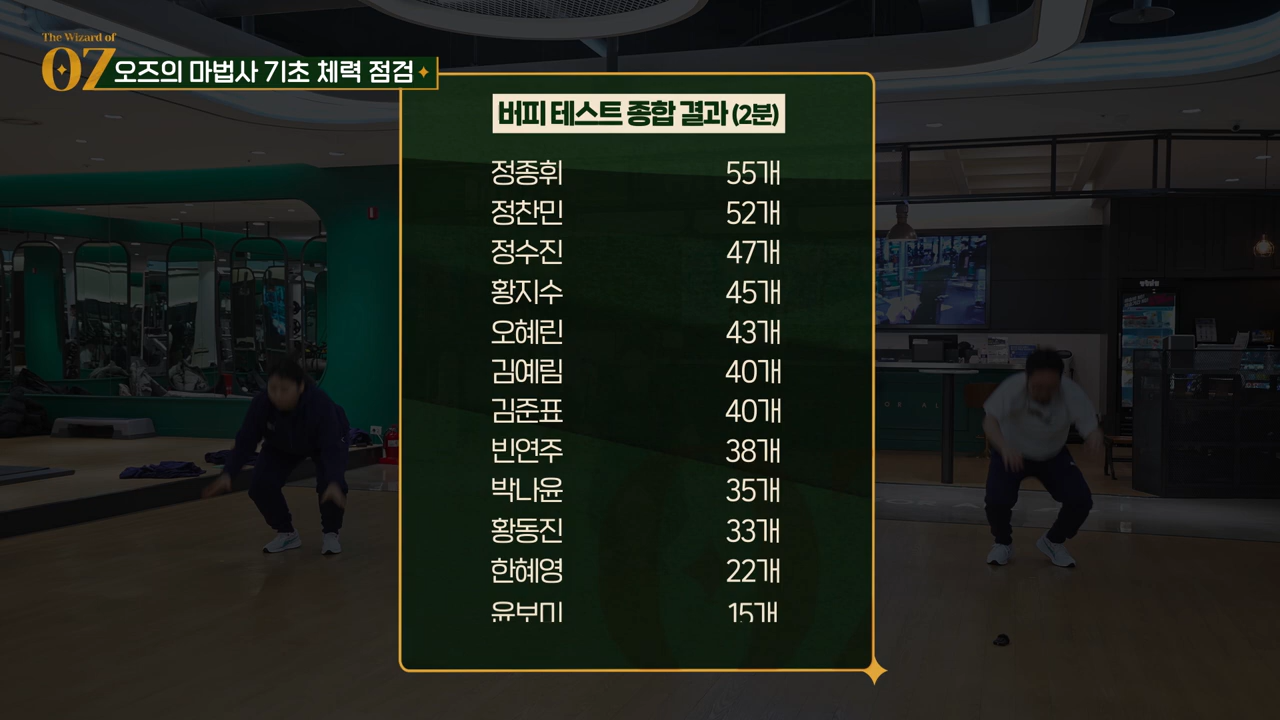 The Wizard of
OZ
오즈의 마법사 기초 체력 점검
버피 테스트 종합 결과 (2분)
정종휘 55개
정찬민 52개
정수진 47개
황지수 45개
오혜린 43개
김예림 40개
김준표 40개
빈연주 38개
박나윤 35개
황동진 33개
한혜영 22개
15개